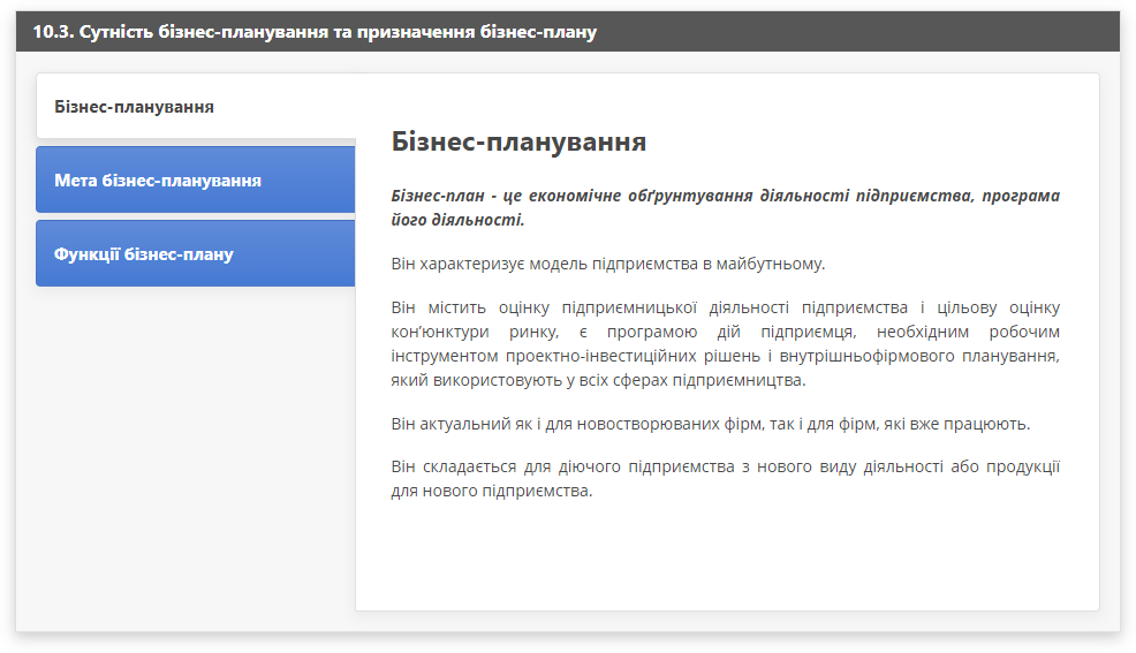 10.3. Сутність бізнес-планування та призначення бізнес-плану
Бізнес-планування
Мета бізнес-планування
Функції бізнес-плану
Бізнес-планування
Бізнес-план - це економічне обґрунтування діяльності підприємства, програма
його діяльності.
Він характеризує модель підприємства в майбутньому.
Він містить оцінку підприємницької діяльності підприємства і цільову оцінку
кон’юнктури ринку, є програмою дій підприємця, необхідним робочим
інструментом проектно-інвестиційних рішень і внутрішньофірмового планування,
який використовують у всіх сферах підприємництва.
Він актуальний як і для новостворюваних фірм, так і для фірм, які вже працюють.
Він складається для діючого підприємства з нового виду діяльності або продукції
для нового підприємства.